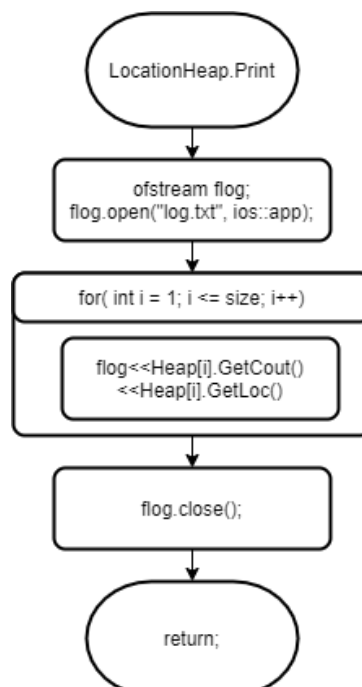 LocationHeap.Print
ofstream flog;
flog.open("log.txt", ios::app);
for( int i = 1; i <= size; i++)
flog<<Heap[i].GetCout()
<<Heap[i].GetLoc()
flog.close();
return;